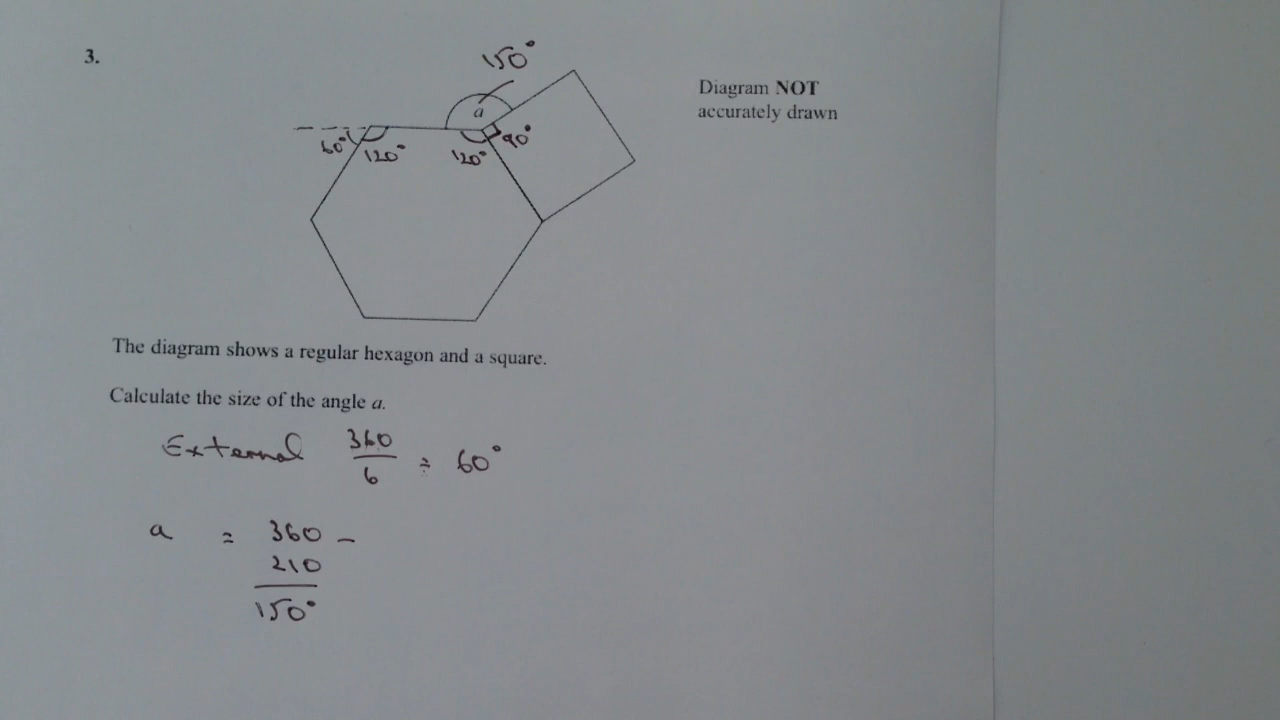 3.
150°
Diagram NOT
accurately drawn
a
60° 120° 120° 90°
The diagram shows a regular hexagon and a square.
Calculate the size of the angle a.
External 360/6 = 60°
a = 360 -
210
150°